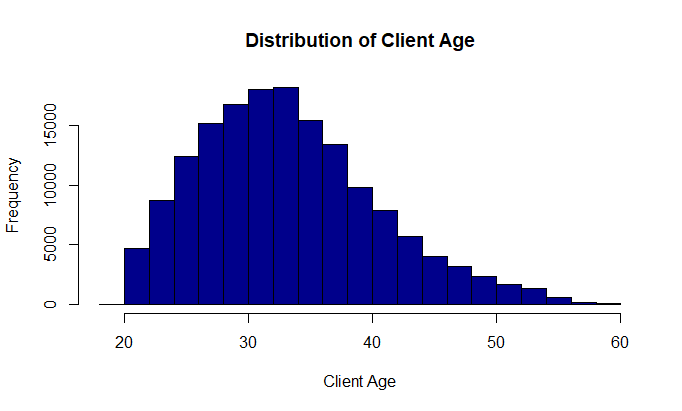 Distribution of Client Age
Frequency
15000
10000
5000
0
20 30 40 50 60
Client Age